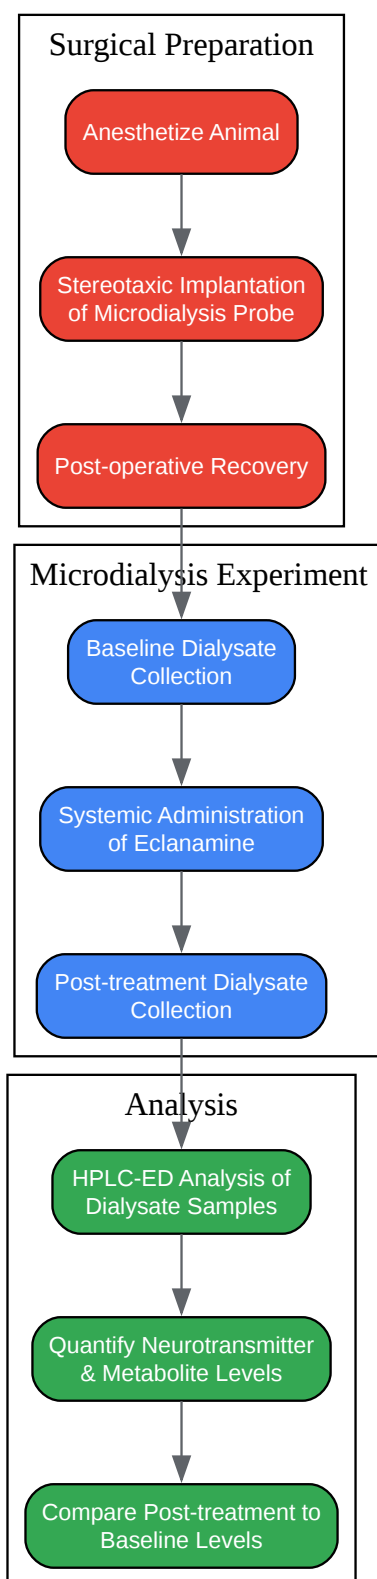 Surgical Preparation
Anesthetize Animal
Stereotaxic Implantation
of Microdialysis Probe
Post-operative Recovery
Microdialysis Experiment
Baseline Dialysate
Collection
Systemic Administration
of Eclanamine
Post-treatment Dialysate
Collection
Analysis
HPLC-ED Analysis of
Dialysate Samples
Quantify Neurotransmitter
& Metabolite Levels
Compare Post-treatment to
Baseline Levels